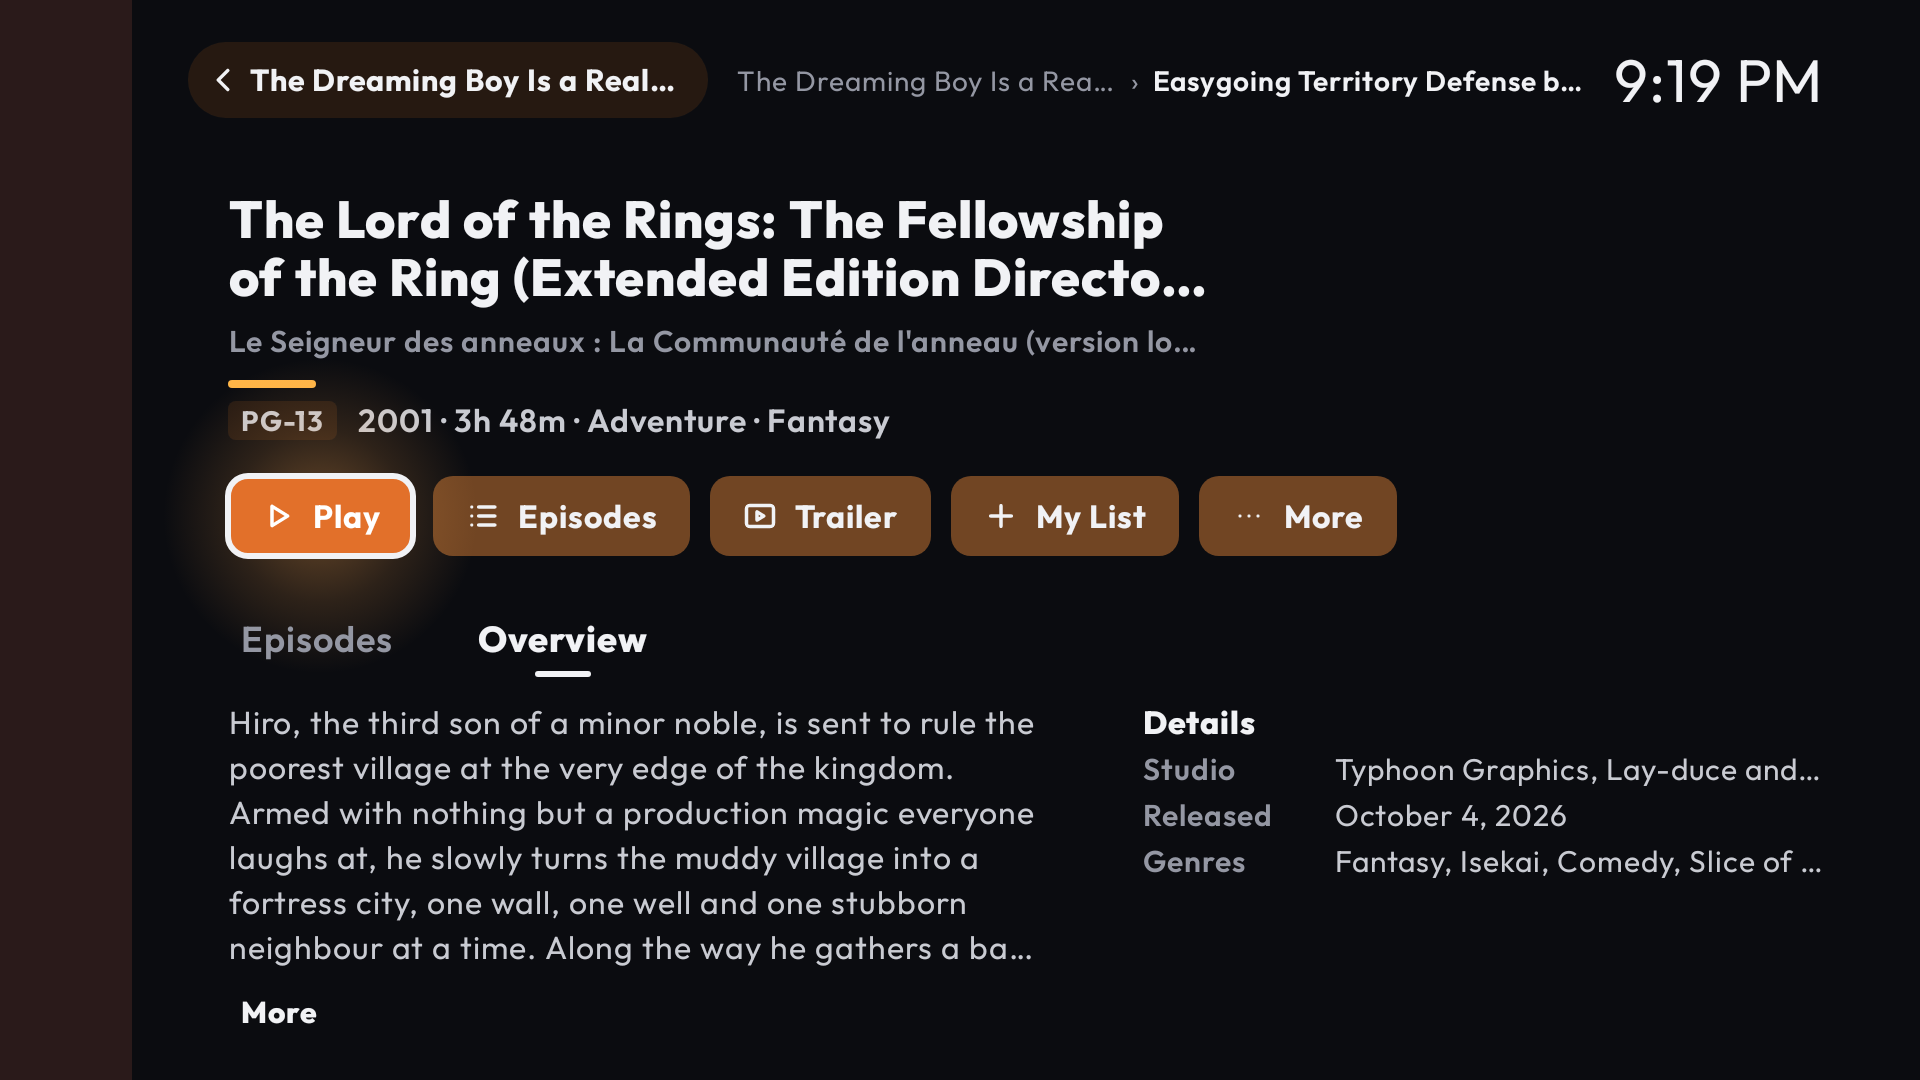 The Dreaming Boy Is a Real...
The Dreaming Boy Is a Rea... › Easygoing Territory Defense b...
9:19 PM
The Lord of the Rings: The Fellowship
of the Ring (Extended Edition Directo...
Le Seigneur des anneaux : La Communauté de l'anneau (version lo...
PG-13 2001 · 3h 48m · Adventure · Fantasy
Play
Episodes
Trailer
My List
More
Episodes
Overview
Hiro, the third son of a minor noble, is sent to rule the
poorest village at the very edge of the kingdom.
Armed with nothing but a production magic everyone
laughs at, he slowly turns the muddy village into a
fortress city, one wall, one well and one stubborn
neighbour at a time. Along the way he gathers a ba...
More
Details
Studio Typhoon Graphics, Lay-duce and...
Released October 4, 2026
Genres Fantasy, Isekai, Comedy, Slice of ...